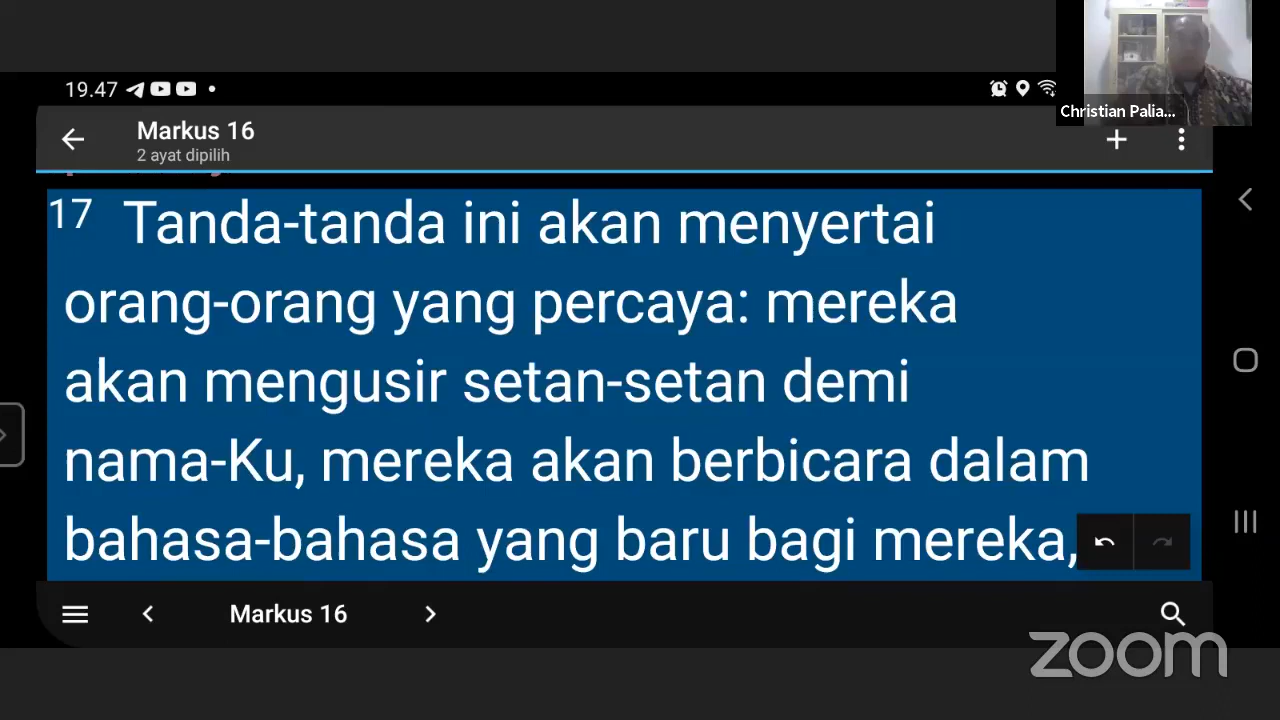 19.47
Christian Palia...
Markus 16
2 ayat dipilih
17 Tanda-tanda ini akan menyertai
orang-orang yang percaya: mereka
akan mengusir setan-setan demi
nama-Ku, mereka akan berbicara dalam
bahasa-bahasa yang baru bagi mereka,
Markus 16
zoom